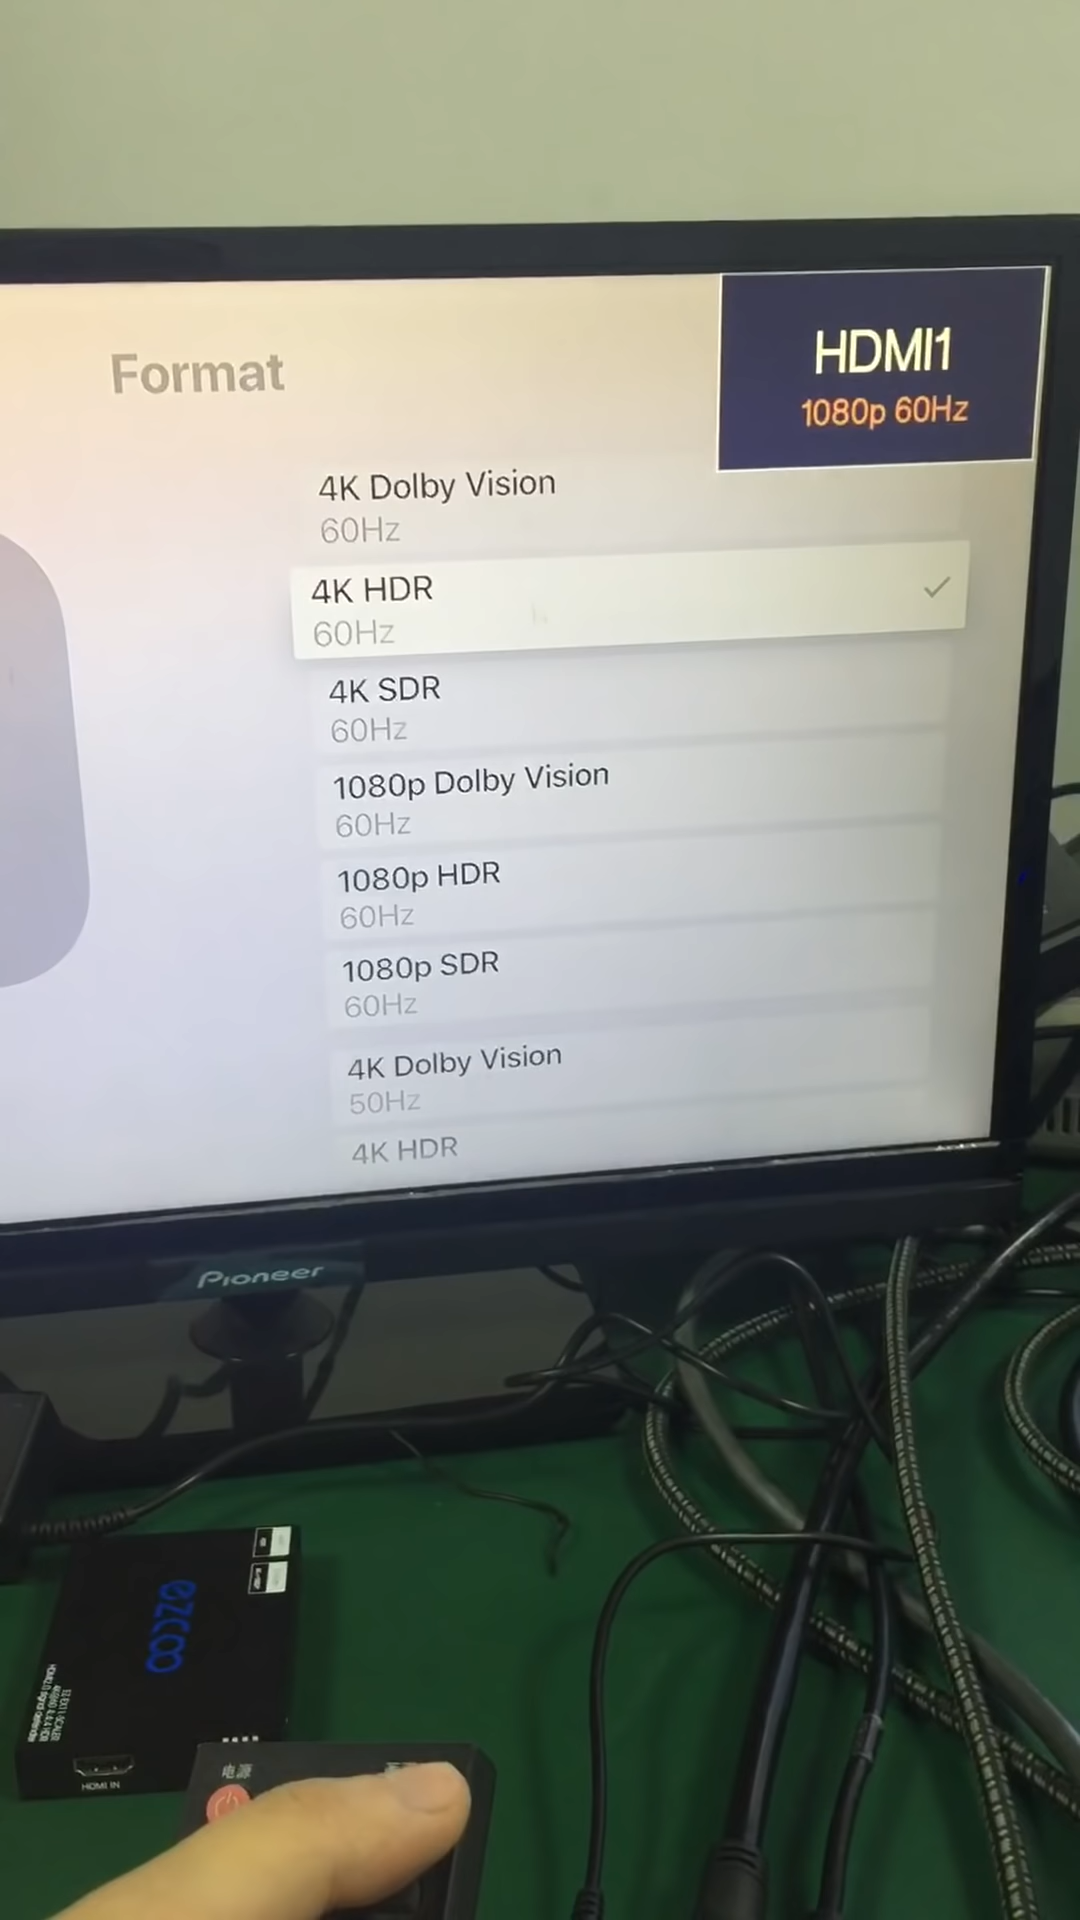 Format
HDMI1
1080p 60Hz
4K Dolby Vision
60Hz
4K HDR
60Hz
4K SDR
60Hz
1080p Dolby Vision
60Hz
1080p HDR
60Hz
1080p SDR
60Hz
4K Dolby Vision
50Hz
4K HDR
Pioneer
ezcoo
HDMI IN
电源